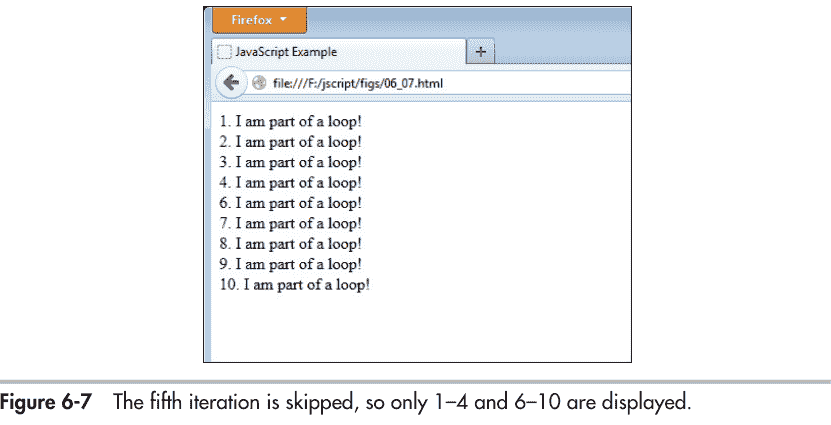 Firefox
JavaScript Example
+
file:///F:/jscript/figs/06_07.html
1. I am part of a loop!
2. I am part of a loop!
3. I am part of a loop!
4. I am part of a loop!
6. I am part of a loop!
7. I am part of a loop!
8. I am part of a loop!
9. I am part of a loop!
10. I am part of a loop!
Figure 6-7 The fifth iteration is skipped, so only 1–4 and 6–10 are displayed.